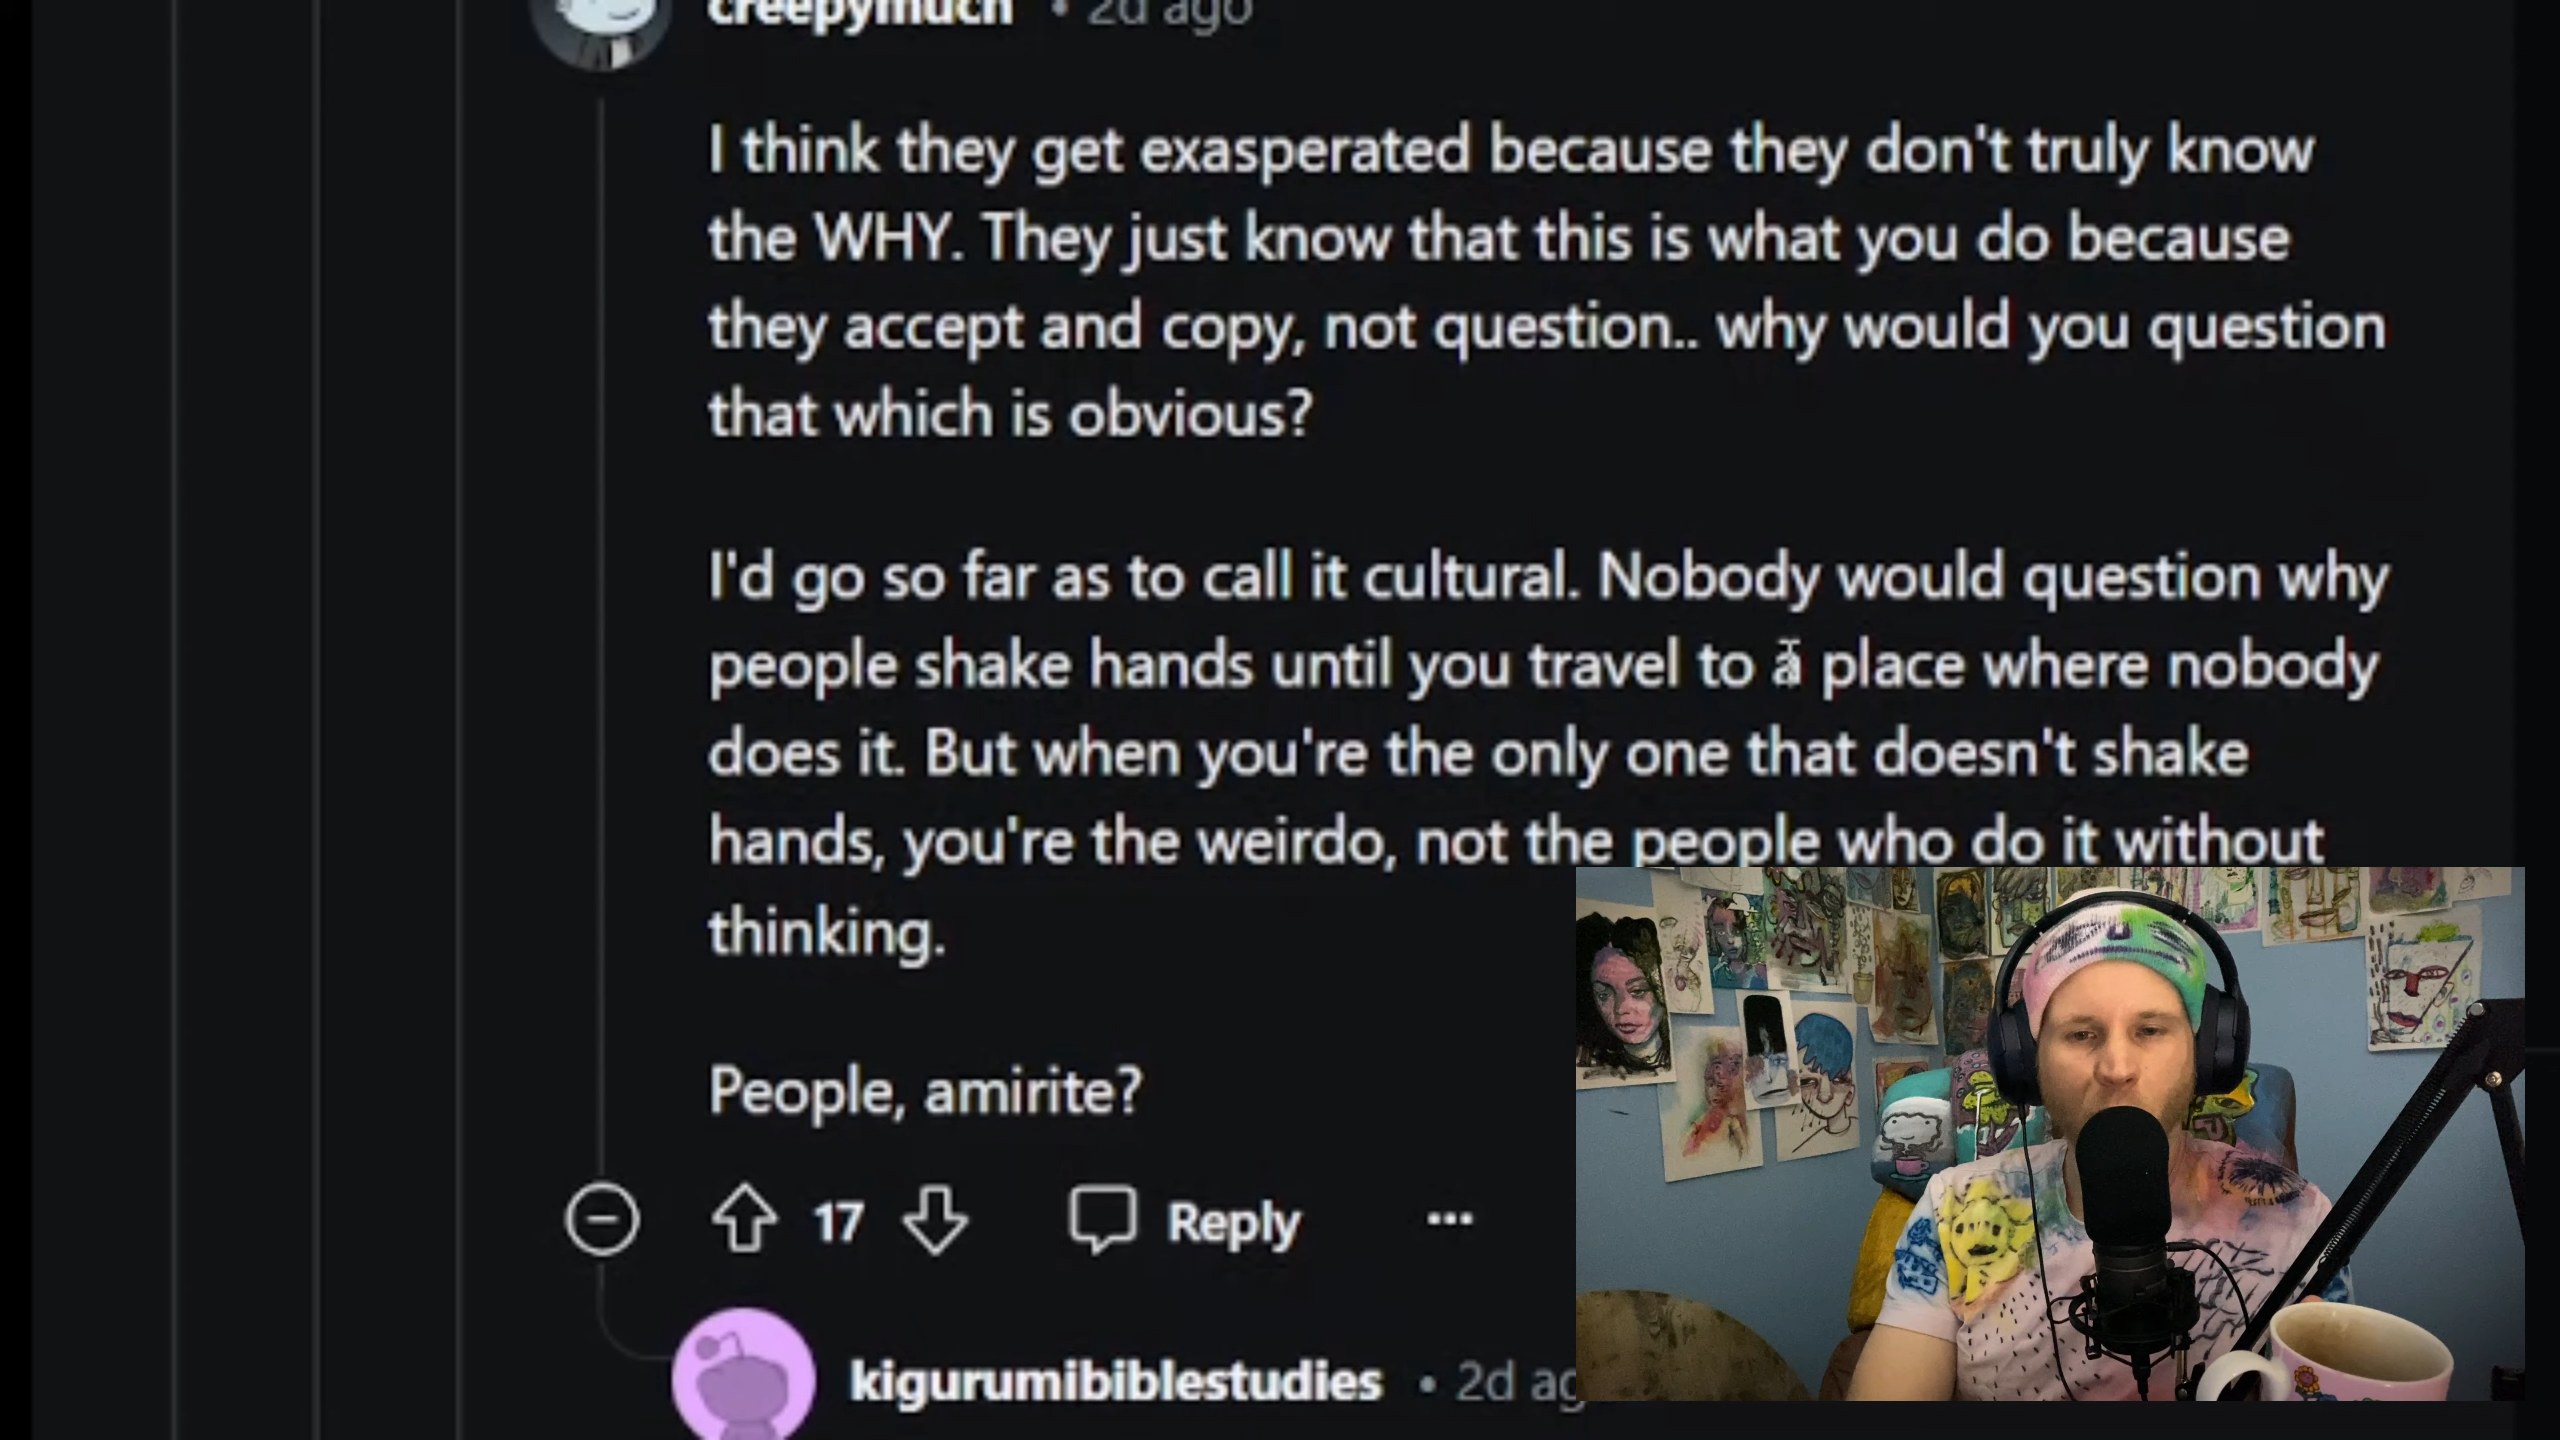 creepymuch • 2d ago
I think they get exasperated because they don't truly know
the WHY. They just know that this is what you do because
they accept and copy, not question.. why would you question
that which is obvious?
I'd go so far as to call it cultural. Nobody would question why
people shake hands until you travel to a place where nobody
does it. But when you're the only one that doesn't shake
hands, you're the weirdo, not the people who do it without
thinking.
People, amirite?
17 Reply ...
kigurumibiblestudies • 2d ag